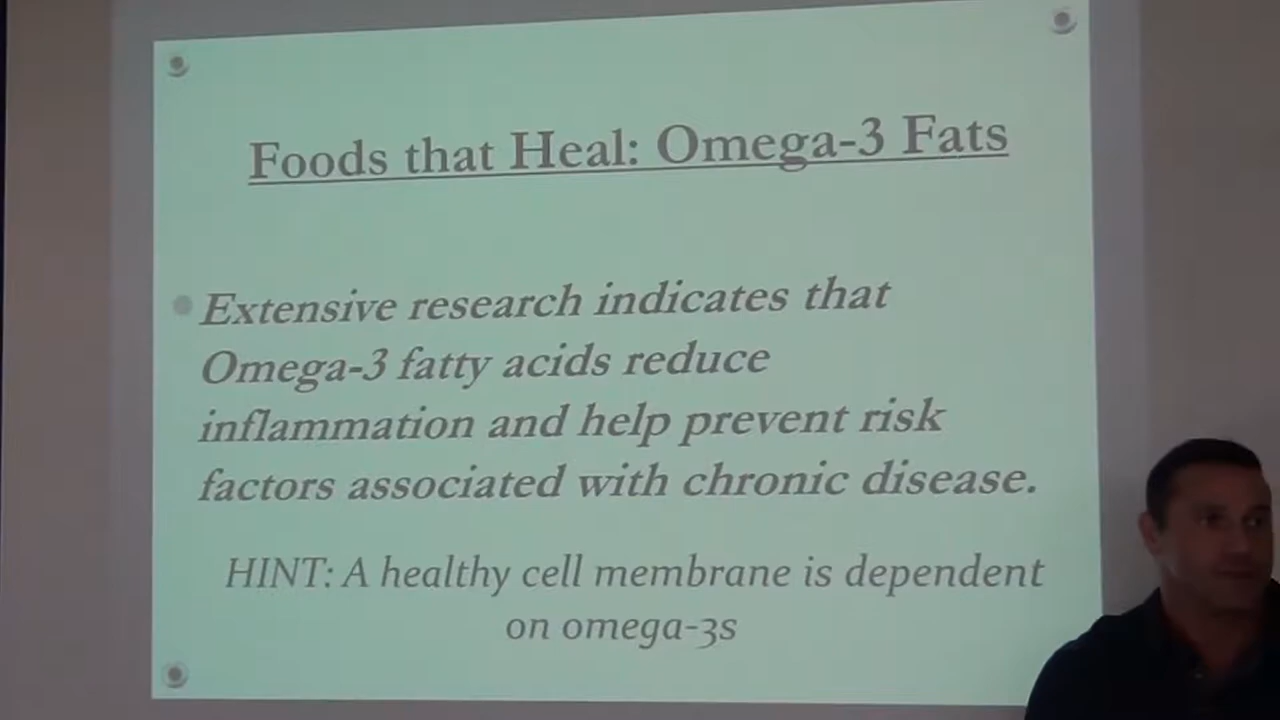 Foods that Heal: Omega-3 Fats
Extensive research indicates that
Omega-3 fatty acids reduce
inflammation and help prevent risk
factors associated with chronic disease.
HINT: A healthy cell membrane is dependent
on omega-3s